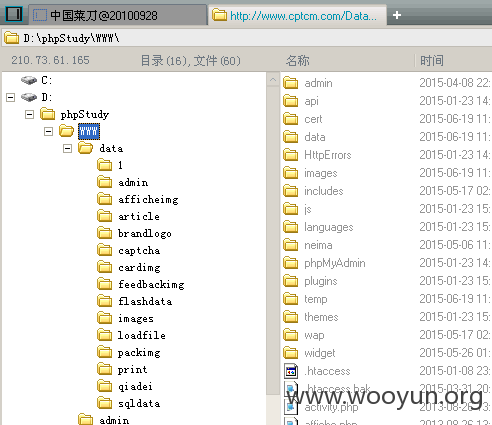 中国菜刀@20100928 http://www.cptcm.com/Data... +
D:\phpStudy\WWW\
210.73.61.165 目录(16),文件(60) 名称 时间
C: admin 2015-04-08 22:
D: api 2015-01-23 14:
phpStudy cert 2015-06-19 11:
WWW data 2015-06-19 11:
data HttpErrors 2015-01-23 14:
1 images 2015-06-19 11:
admin includes 2015-05-17 02:
afficheimg js 2015-01-23 15:
article languages 2015-01-23 15:
brandlogo neima 2015-05-06 11:
captcha phpMyAdmin 2015-01-23 14:
cardimg plugins 2015-01-23 15:
feedbackimg temp 2015-06-19 11:
flashdata themes 2015-01-23 15:
images wap 2015-05-17 02:
loadfile widget 2015-05-26 01:
packimg .htaccess 2015-01-08 23:
print .htaccess.bak 2015-03-31 20:
qiadei activity.php 2013-08-26 13:
sqldata affiche.php 2013-08-26 13:
admin
www.wooyun.org